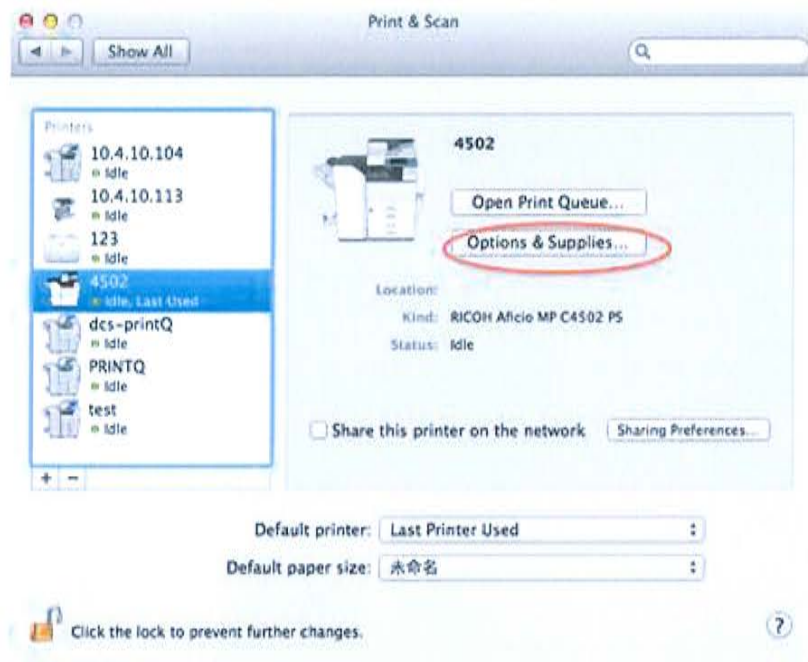 Print & Scan
Show All
Printers
10.4.10.104
Idle
10.4.10.113
Idle
123
Idle
4502
Idle, Last Used
dcs-printQ
Idle
PRINTQ
Idle
test
Idle
+ −
4502
Open Print Queue...
Options & Supplies...
Location:
Kind: RICOH Aficio MP C4502 PS
Status: Idle
Share this printer on the network Sharing Preferences...
Default printer: Last Printer Used
Default paper size: 未命名
Click the lock to prevent further changes.
?